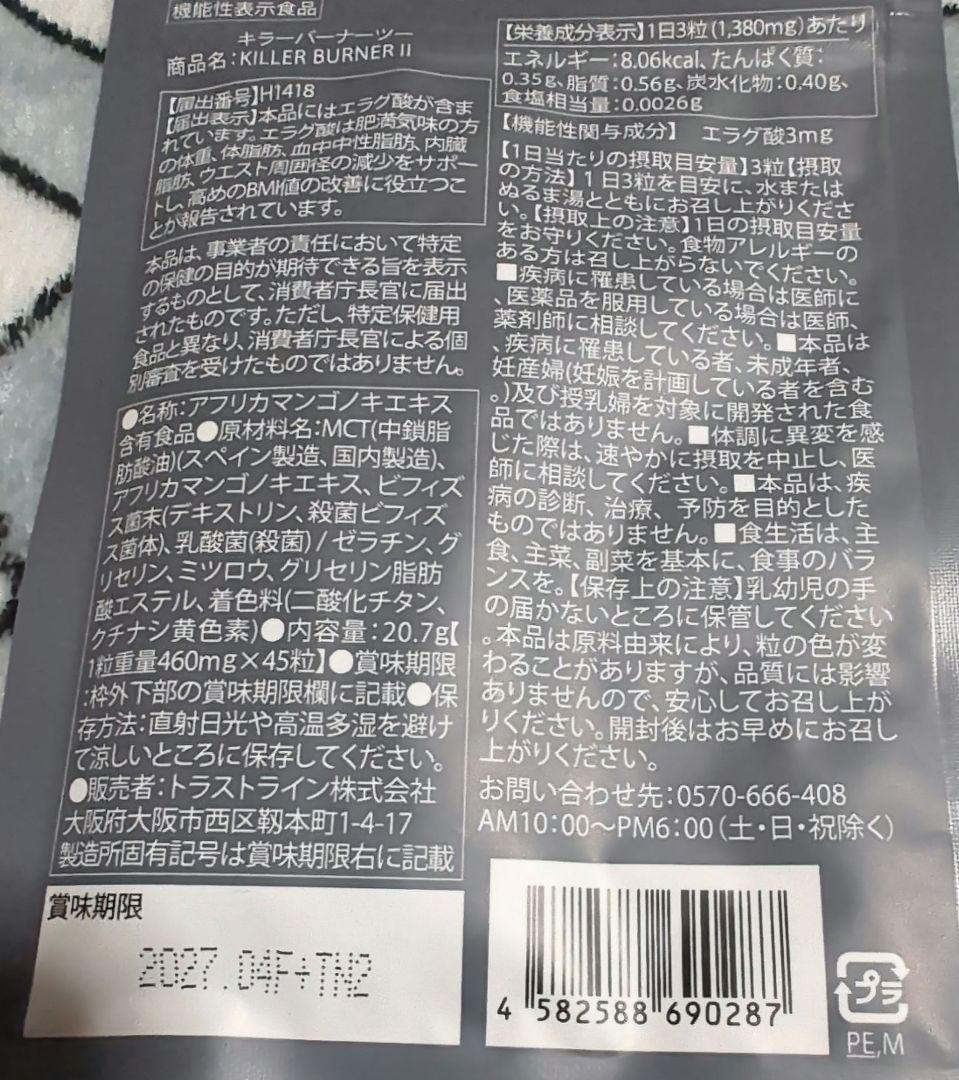 機能性表示食品
キラーバーナーツー
商品名：KILLER BURNER II
【届出番号】H1418
【届出表示】本品にはエラグ酸が含ま
れています。エラグ酸は肥満気味の方
の体重、体脂肪、血中中性脂肪、内臓
脂肪、ウエスト周囲径の減少をサポー
トし、高めのBMI値の改善に役立つこ
とが報告されています。
本品は、事業者の責任において特定
の保健の目的が期待できる旨を表示
するものとして、消費者庁長官に届出
されたものです。ただし、特定保健用
食品と異なり、消費者庁長官による個
別審査を受けたものではありません。
●名称：アフリカマンゴノキエキス
含有食品●原材料名：MCT(中鎖脂
肪酸油)(スペイン製造、国内製造)、
アフリカマンゴノキエキス、ビフィズ
ス菌末(デキストリン、殺菌ビフィズ
ス菌体)、乳酸菌(殺菌) / ゼラチン、グ
リセリン、ミツロウ、グリセリン脂肪
酸エステル、着色料(二酸化チタン、
クチナシ黄色素)●内容量：20.7g【
1粒重量460mg×45粒】●賞味期限
：枠外下部の賞味期限欄に記載●保
存方法：直射日光や高温多湿を避け
て涼しいところに保存してください。
●販売者：トラストライン株式会社
大阪府大阪市西区靱本町1-4-17
製造所固有記号は賞味期限右に記載
賞味期限
2027.04F+TN2
【栄養成分表示】1日3粒(1,380mg)あたり
エネルギー：8.06kcal、たんぱく質：
0.35g、脂質：0.56g、炭水化物：0.40g、
食塩相当量：0.0026g
【機能性関与成分】 エラグ酸3mg
【1日当たりの摂取目安量】3粒【摂取
の方法】1日3粒を目安に、水または
ぬるま湯とともにお召し上がりくださ
い。【摂取上の注意】1日の摂取目安量
をお守りください。食物アレルギーの
ある方は召し上がらないでください。
■疾病に罹患している場合は医師に
、医薬品を服用している場合は医師、
薬剤師に相談してください。■本品は
、疾病に罹患している者、未成年者、
妊産婦(妊娠を計画している者を含む
。)及び授乳婦を対象に開発された食
品ではありません。■体調に異変を感
じた際は、速やかに摂取を中止し、医
師に相談してください。■本品は、疾
病の診断、治療、予防を目的とした
ものではありません。■食生活は、主
食、主菜、副菜を基本に、食事のバラ
ンスを。【保存上の注意】乳幼児の手
の届かないところに保管してください
。本品は原料由来により、粒の色が変
わることがありますが、品質には影響
ありませんので、安心してお召し上が
りください。開封後はお早めにお召し
上がりください。
お問い合わせ先：0570-666-408
AM10：00〜PM6：00(土・日・祝除く)
4 582588 690287
プラ
PE,M